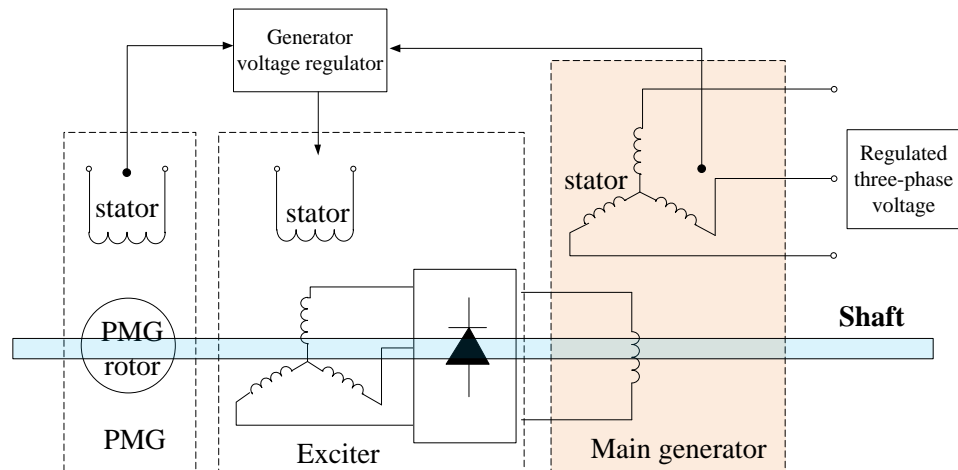 Generator
voltage regulator
stator
stator
stator
Regulated
three-phase
voltage
Shaft
PMG
rotor
PMG
Exciter
Main generator